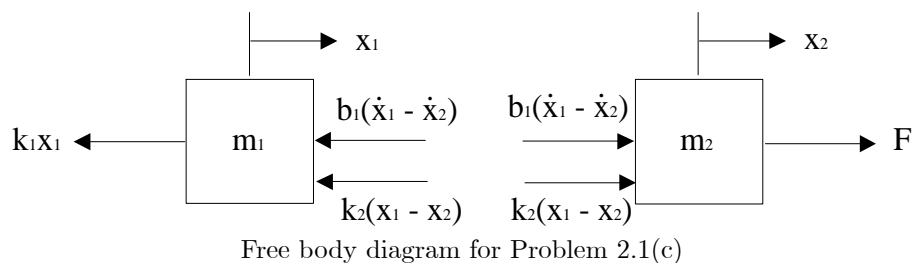 x₁ x₂
b₁(ẋ₁ - ẋ₂) b₁(ẋ₁ - ẋ₂)
k₁x₁ m₁ m₂ F
k₂(x₁ - x₂) k₂(x₁ - x₂)
Free body diagram for Problem 2.1(c)